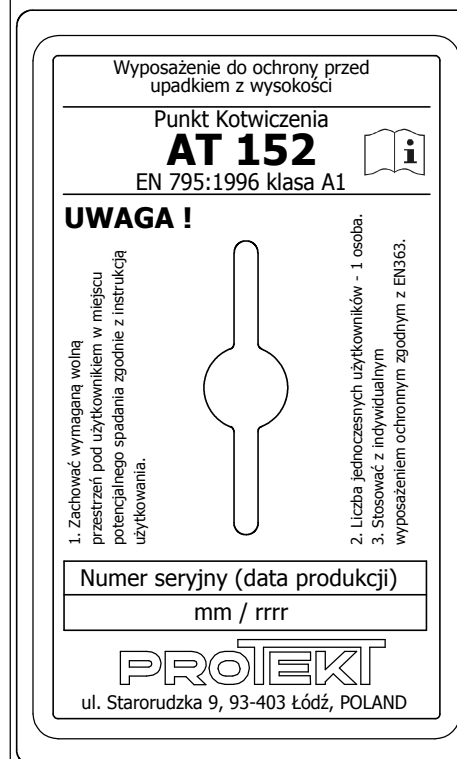 Wyposażenie do ochrony przed
upadkiem z wysokości
Punkt Kotwiczenia
AT 152
i
EN 795:1996 klasa A1
UWAGA !
1. Zachować wymaganą wolną
przestrzeń pod użytkownikiem w miejscu
potencjalnego spadania zgodnie z instrukcją
użytkowania.
2. Liczba jednoczesnych użytkowników - 1 osoba.
3. Stosować z indywidualnym
wyposażeniem ochronnym zgodnym z EN363.
Numer seryjny (data produkcji)
mm / rrrr
PROTEKT
ul. Starorudzka 9, 93-403 Łódź, POLAND